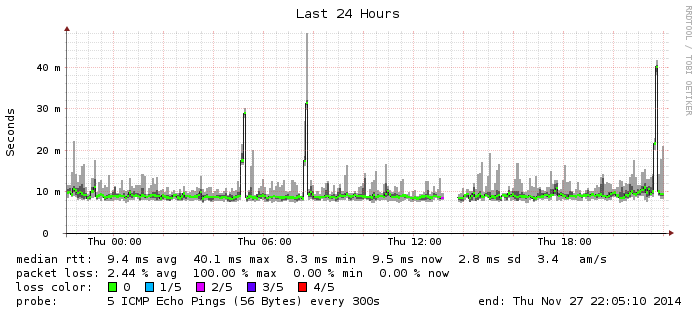 Last 24 Hours
RRDTOOL / TOBI OETIKER
Seconds
40 m
30 m
20 m
10 m
0
Thu 00:00 Thu 06:00 Thu 12:00 Thu 18:00
median rtt: 9.4 ms avg 40.1 ms max 8.3 ms min 9.5 ms now 2.8 ms sd 3.4 am/s
packet loss: 2.44 % avg 100.00 % max 0.00 % min 0.00 % now
loss color: 0 1/5 2/5 3/5 4/5
probe: 5 ICMP Echo Pings (56 Bytes) every 300s end: Thu Nov 27 22:05:10 2014